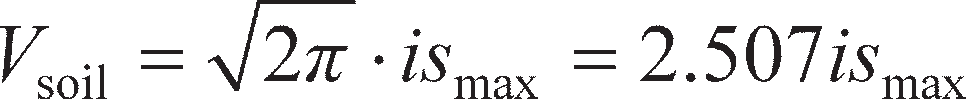 V_soil = √2π · is_max = 2.507is_max